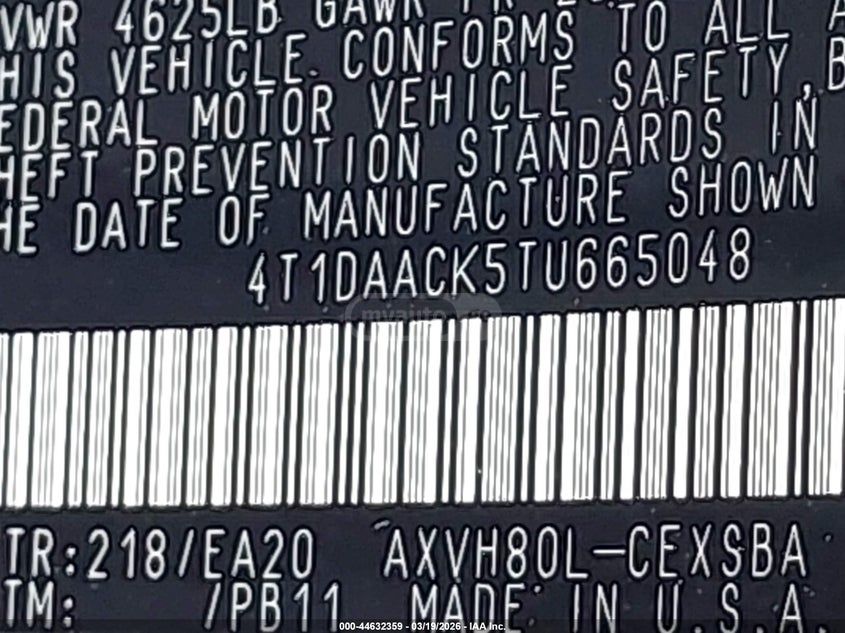 VWR 4625LB GAWR FR
HIS VEHICLE CONFORMS TO ALL A
EDERAL MOTOR VEHICLE SAFETY, B
HEFT PREVENTION STANDARDS IN
HE DATE OF MANUFACTURE SHOWN
4T1DAACK5TU665048
myauto
TR:218/EA20 AXVH80L-CEXSBA
TM: /PB11 MADE IN U.S.A.
000-44632359 - 03/19/2026 - IAA, Inc.